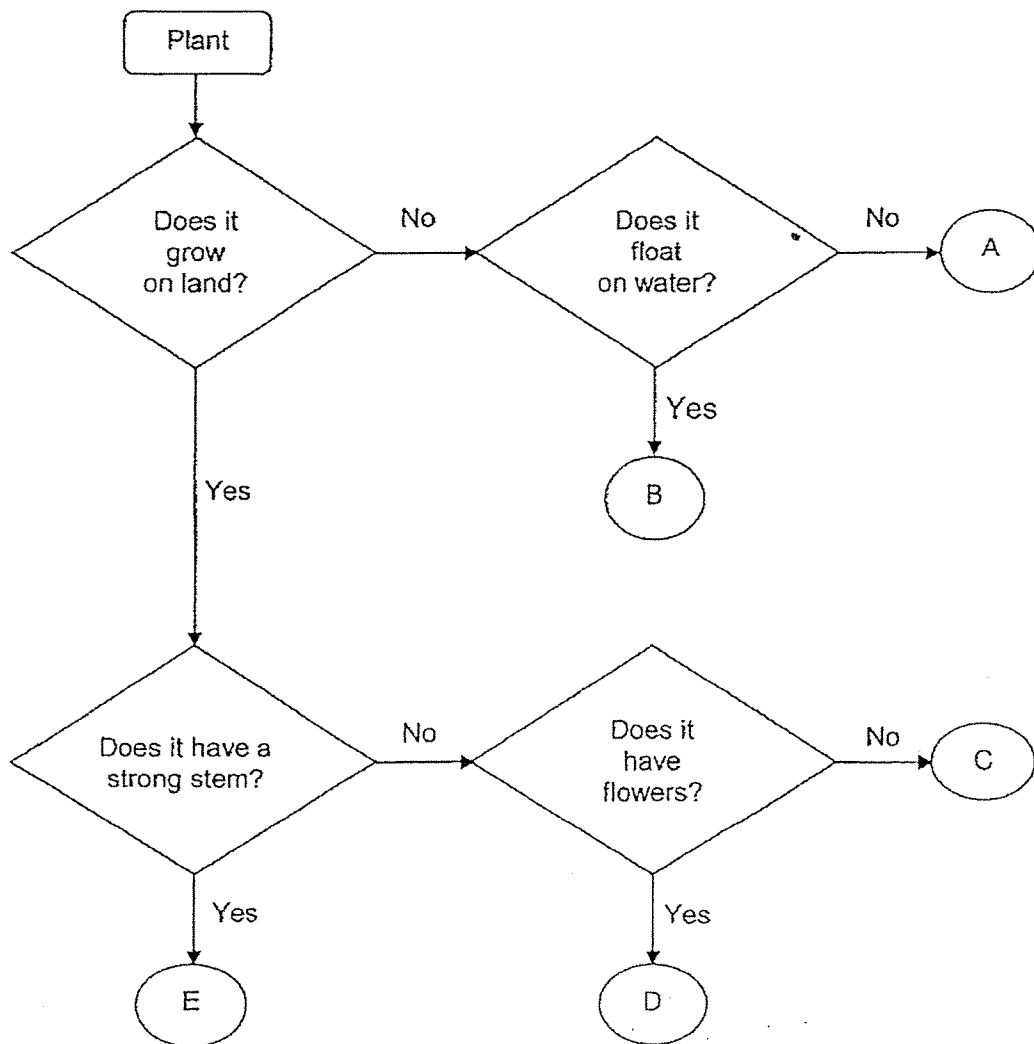 Plant
Does it
grow
on land?
No
Does it
float
on water?
No
A
Yes
B
Yes
Does it have a
strong stem?
No
Does it
have
flowers?
No
C
Yes
E
Yes
D